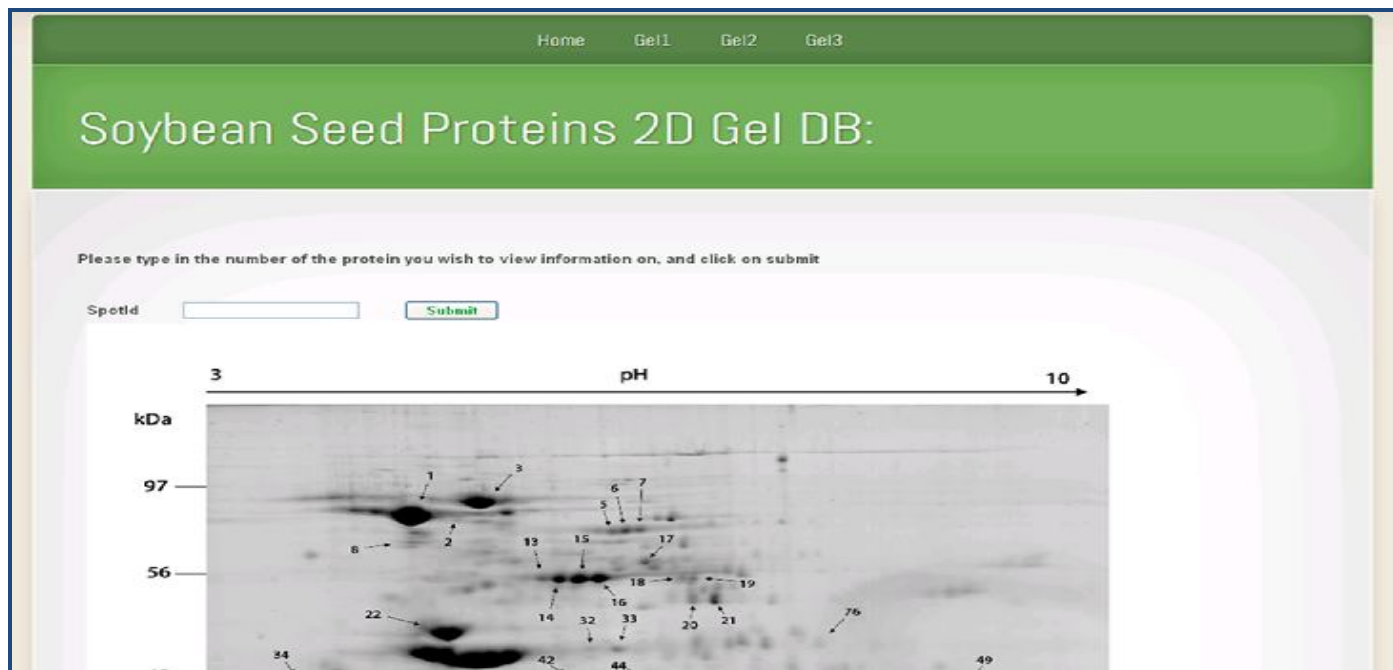 Home Gel1 Gel2 Gel3
Soybean Seed Proteins 2D Gel DB:
Please type in the number of the protein you wish to view information on, and click on submit
SpotId Submit
3 pH 10
kDa
97
1 3
5 6 7
8 2 13 15 17
56
18 19
14 16
22 32 33 20 21 76
34 42 44 49